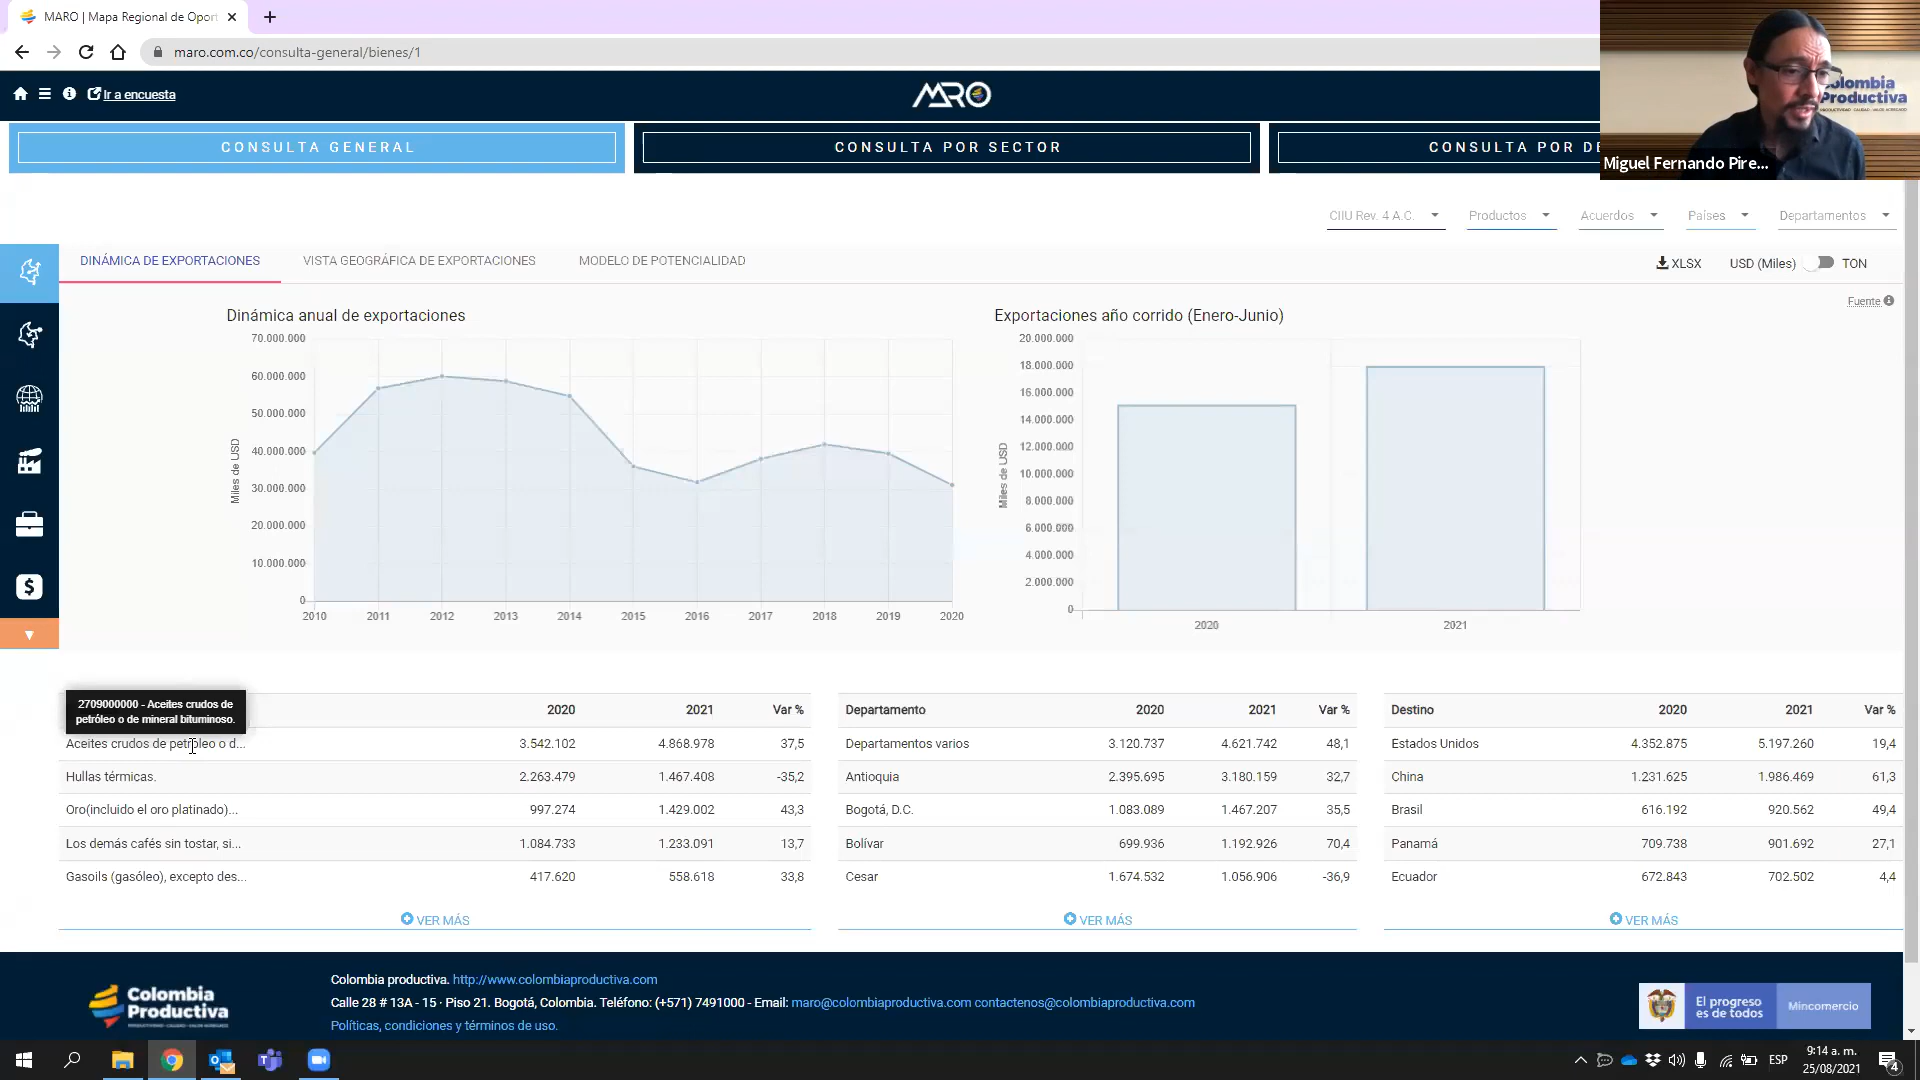 MARO | Mapa Regional de Oport
maro.com.co/consulta-general/bienes/1
Ir a encuesta
MRO
CONSULTA GENERAL
CONSULTA POR SECTOR
CONSULTA POR DE
Colombia
Productiva
Miguel Fernando Pire...
CIIU Rev. 4 A.C.
Productos
Acuerdos
Países
Departamentos
DINÁMICA DE EXPORTACIONES
VISTA GEOGRÁFICA DE EXPORTACIONES
MODELO DE POTENCIALIDAD
XLSX
USD (Miles)
TON
Fuente
Dinámica anual de exportaciones
70.000.000
60.000.000
50.000.000
40.000.000
30.000.000
20.000.000
10.000.000
0
Miles de USD
2010 2011 2012 2013 2014 2015 2016 2017 2018 2019 2020
Exportaciones año corrido (Enero-Junio)
20.000.000
18.000.000
16.000.000
14.000.000
12.000.000
10.000.000
8.000.000
6.000.000
4.000.000
2.000.000
0
Miles de USD
2020 2021
2709000000 - Aceites crudos de
petróleo o de mineral bituminoso.
2020 2021 Var %
Aceites crudos de petróleo o d... 3.542.102 4.868.978 37,5
Hullas térmicas. 2.263.479 1.467.408 -35,2
Oro(incluido el oro platinado)... 997.274 1.429.002 43,3
Los demás cafés sin tostar, si... 1.084.733 1.233.091 13,7
Gasoils (gasóleo), excepto des... 417.620 558.618 33,8
VER MÁS
Departamento 2020 2021 Var %
Departamentos varios 3.120.737 4.621.742 48,1
Antioquia 2.395.695 3.180.159 32,7
Bogotá, D.C. 1.083.089 1.467.207 35,5
Bolívar 699.936 1.192.926 70,4
Cesar 1.674.532 1.056.906 -36,9
VER MÁS
Destino 2020 2021 Var %
Estados Unidos 4.352.875 5.197.260 19,4
China 1.231.625 1.986.469 61,3
Brasil 616.192 920.562 49,4
Panamá 709.738 901.692 27,1
Ecuador 672.843 702.502 4,4
VER MÁS
Colombia
Productiva
Colombia productiva. http://www.colombiaproductiva.com
Calle 28 # 13A - 15 · Piso 21. Bogotá, Colombia. Teléfono: (+571) 7491000 - Email: maro@colombiaproductiva.com contactenos@colombiaproductiva.com
Políticas, condiciones y términos de uso.
El progreso
es de todos
Mincomercio
ESP
9:14 a. m.
25/08/2021
4